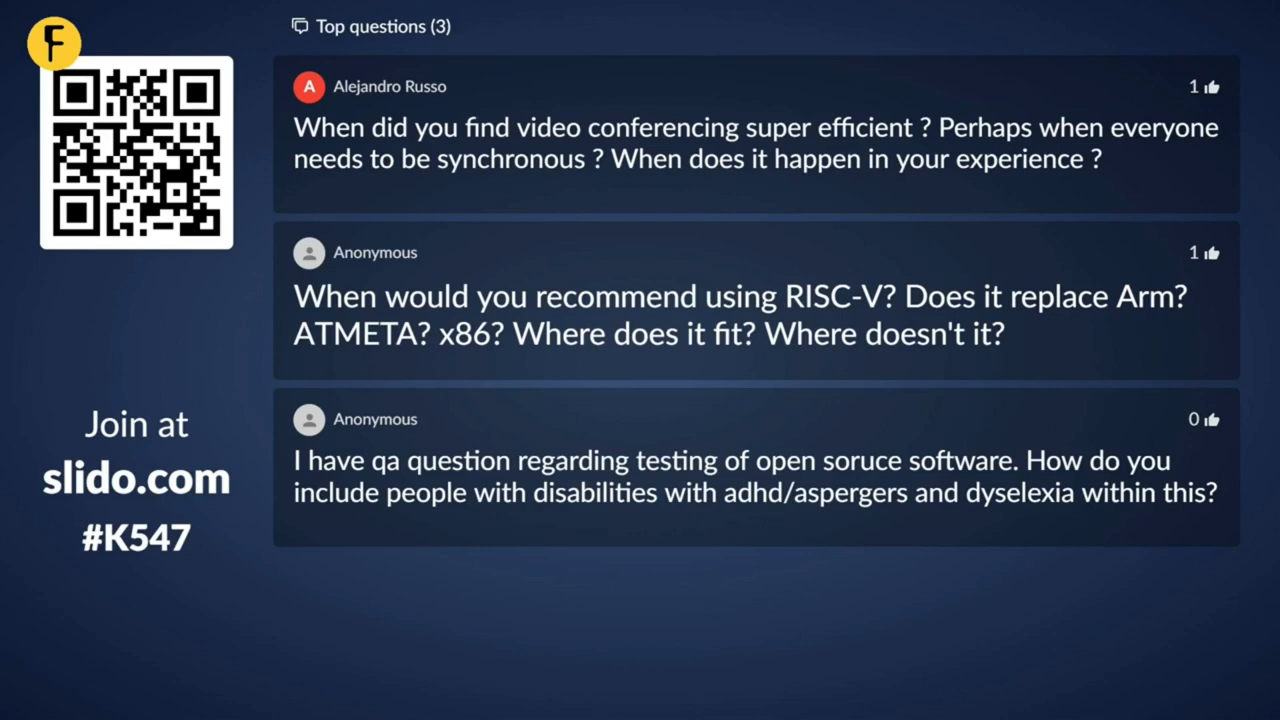 F
Top questions (3)
A Alejandro Russo 1
When did you find video conferencing super efficient ? Perhaps when everyone
needs to be synchronous ? When does it happen in your experience ?
Anonymous 1
When would you recommend using RISC-V? Does it replace Arm?
ATMETA? x86? Where does it fit? Where doesn't it?
Anonymous 0
I have qa question regarding testing of open soruce software. How do you
include people with disabilities with adhd/aspergers and dyselexia within this?
Join at
slido.com
#K547